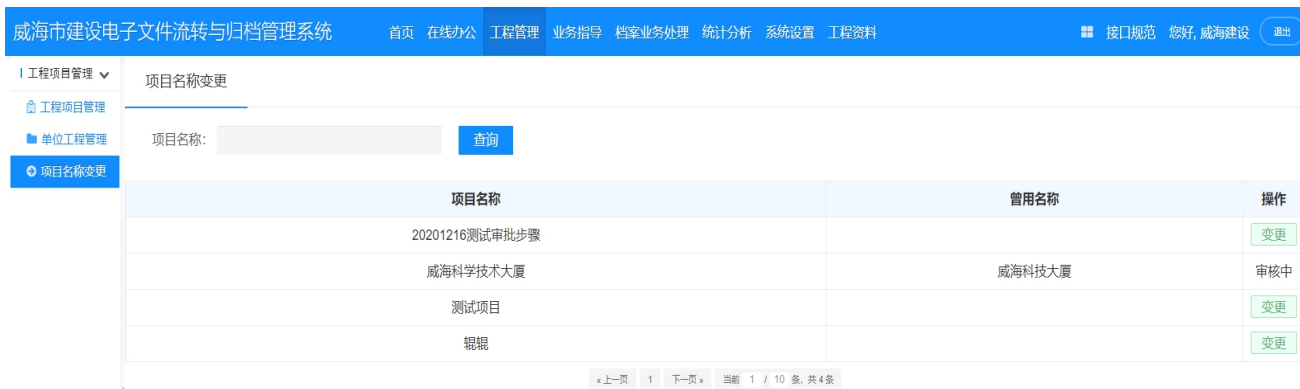 威海市建设电子文件流转与归档管理系统 首页 在线办公 工程管理 业务指导 档案业务处理 统计分析 系统设置 工程资料 接口规范 您好, 威海建设 退出
工程项目管理
项目名称变更
工程项目管理
单位工程管理
项目名称: 查询
项目名称变更
项目名称 曾用名称 操作
20201216测试审批步骤 变更
威海科学技术大厦 威海科技大厦 审核中
测试项目 变更
辊辊 变更
«上一页 1 下一页» 当前 1 / 10 条, 共4条